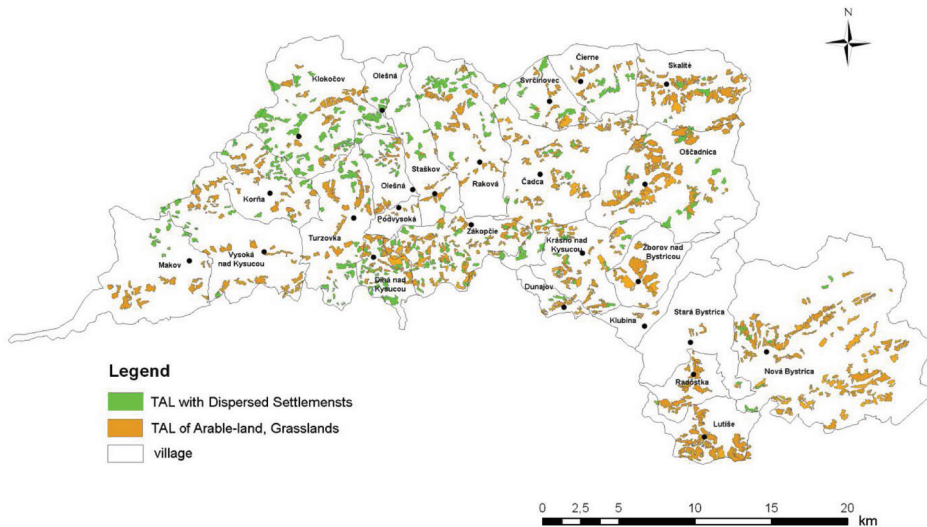 N
Klokočov
Olešná
Svrčinovec
Čierne
Skalité
Oščadnica
Staškov
Raková
Olešná
Čadca
Korňa
Podvysoká
Turzovka
Zákopčie
Krásno nad
Kysucou
Zborov nad
Bystricou
Makov
Vysoká
nad Kysucou
Dlhá nad
Kysucou
Dunajov
Klubina
Stará Bystrica
Nová Bystrica
Radôstka
Lutiše
Legend
TAL with Dispersed Settlemensts
TAL of Arable-land, Grasslands
village
0 2,5 5 10 15 20
km